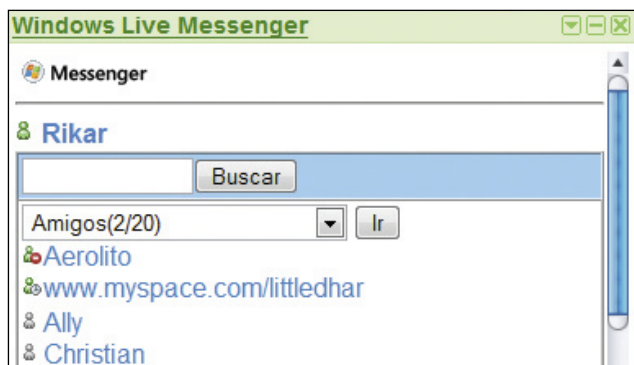 Windows Live Messenger
Messenger
Rikar
Buscar
Amigos(2/20) Ir
Aerolito
www.myspace.com/littledhar
Ally
Christian